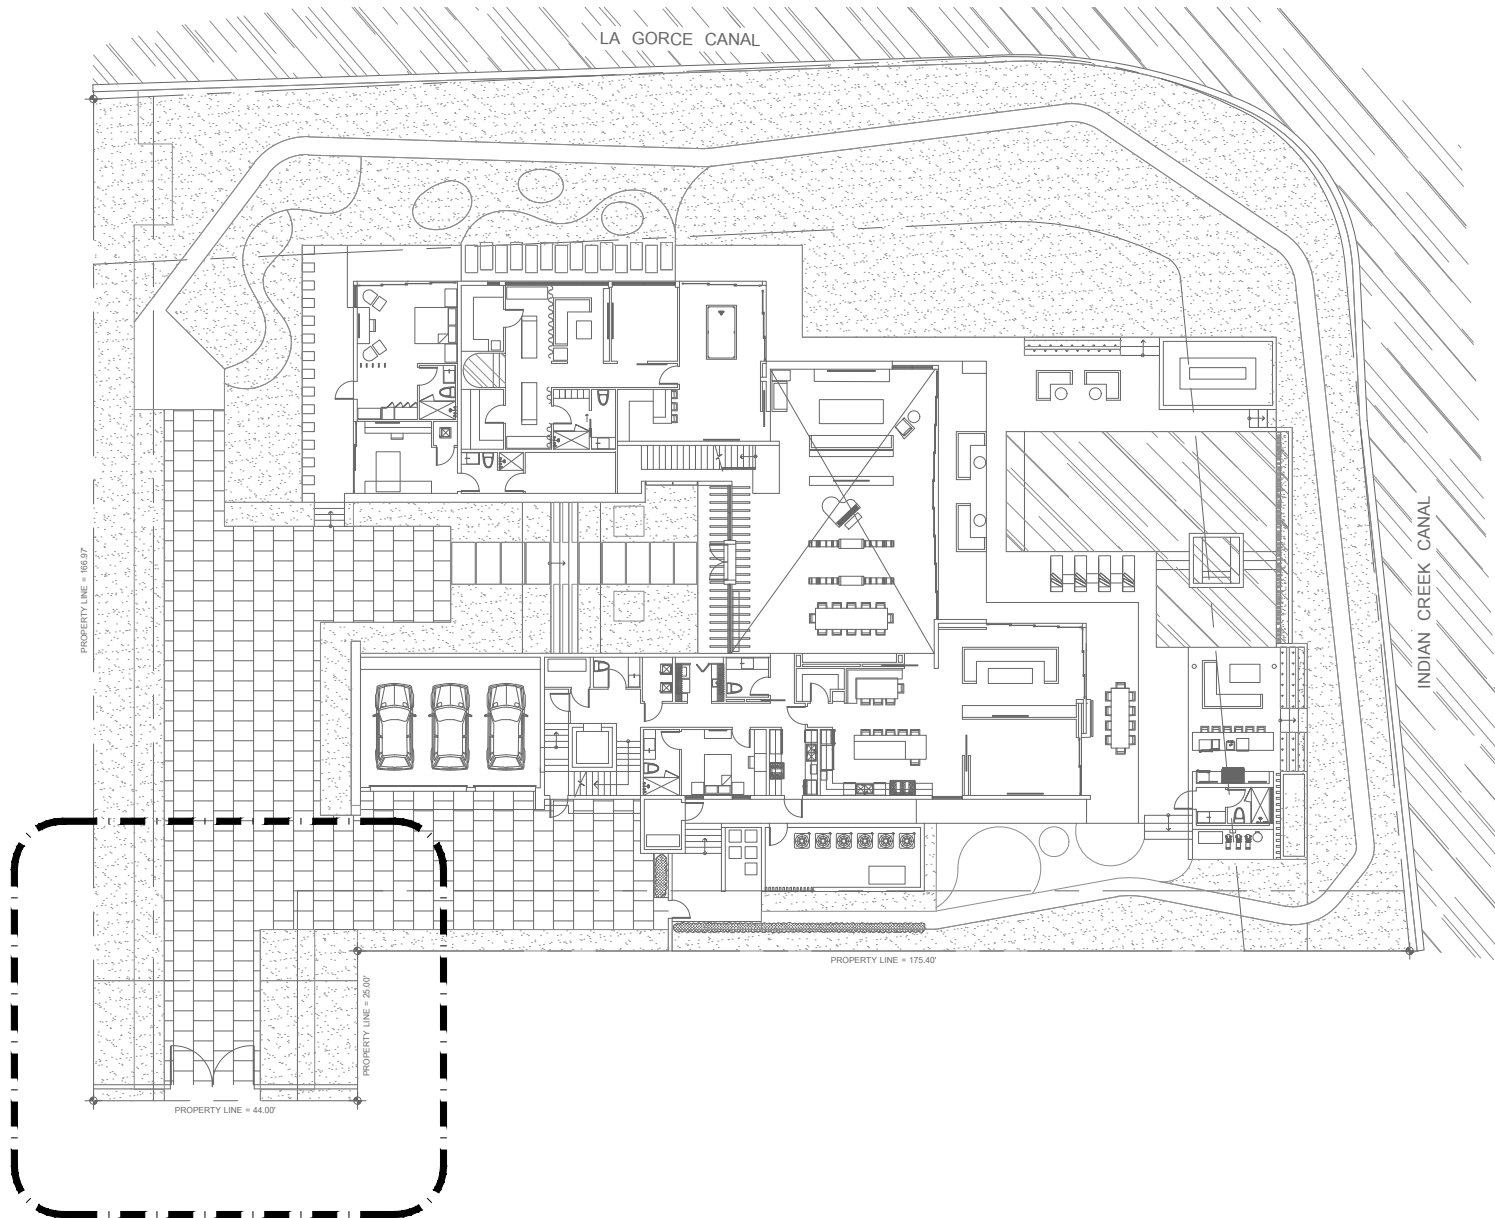 LA GORCE CANAL
PROPERTY LINE = 166.97'
INDIAN CREEK CANAL
PROPERTY LINE = 175.40'
PROPERTY LINE = 25.00'
PROPERTY LINE = 44.00'